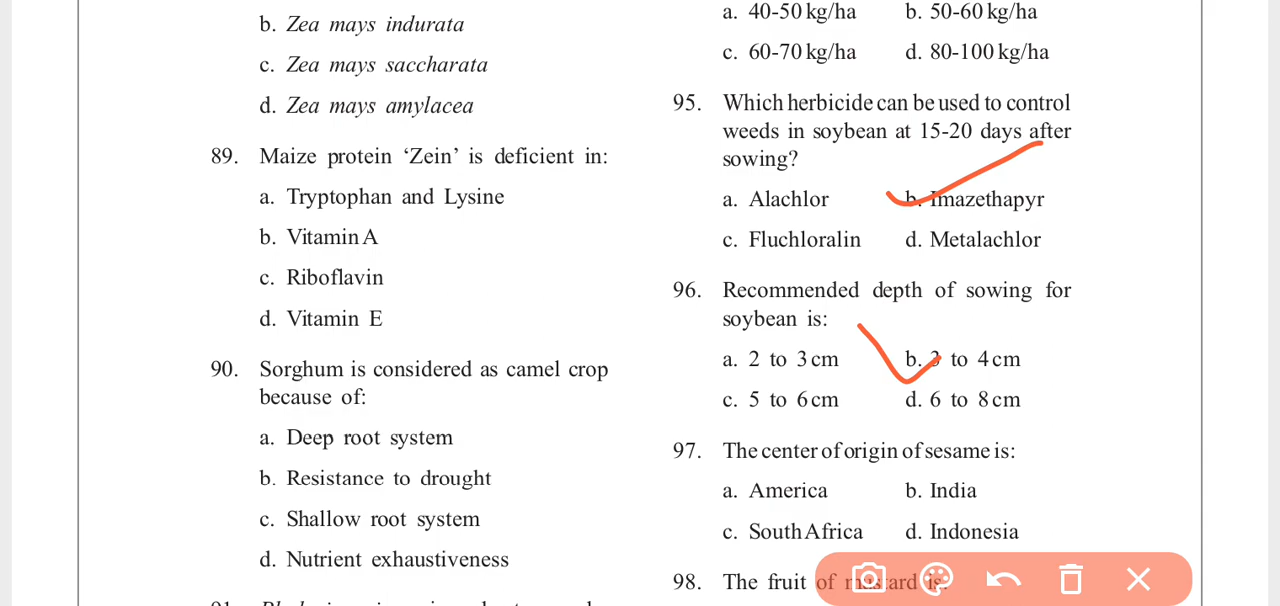 b. Zea mays indurata
c. Zea mays saccharata
d. Zea mays amylacea
89. Maize protein ‘Zein’ is deficient in:
a. Tryptophan and Lysine
b. Vitamin A
c. Riboflavin
d. Vitamin E
90. Sorghum is considered as camel crop
because of:
a. Deep root system
b. Resistance to drought
c. Shallow root system
d. Nutrient exhaustiveness
a. 40-50 kg/ha b. 50-60 kg/ha
c. 60-70 kg/ha d. 80-100 kg/ha
95. Which herbicide can be used to control
weeds in soybean at 15-20 days after
sowing?
a. Alachlor b. Imazethapyr
c. Fluchloralin d. Metalachlor
96. Recommended depth of sowing for
soybean is:
a. 2 to 3 cm b. 3 to 4 cm
c. 5 to 6 cm d. 6 to 8 cm
97. The center of origin of sesame is:
a. America b. India
c. South Africa d. Indonesia
98. The fruit of mustard is: